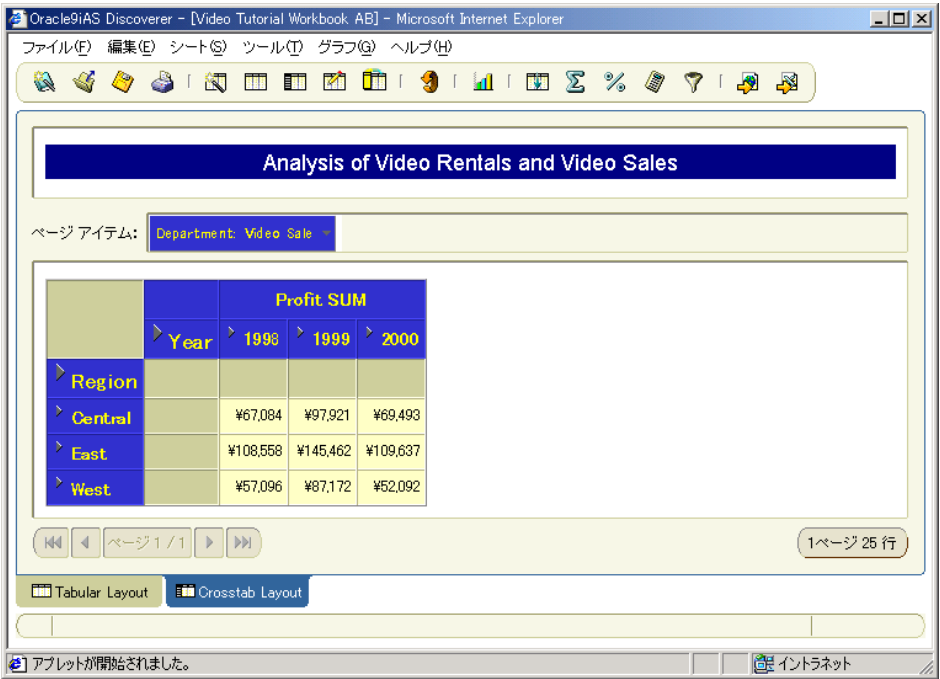 Oracle9iAS Discoverer - [Video Tutorial Workbook AB] - Microsoft Internet Explorer
ファイル(F) 編集(E) シート(S) ツール(T) グラフ(G) ヘルプ(H)
Analysis of Video Rentals and Video Sales
ページ アイテム: Department: Video Sale
Profit SUM
Year 1998 1999 2000
Region
Central ¥67,084 ¥97,921 ¥69,493
East ¥108,558 ¥145,462 ¥109,637
West ¥57,096 ¥87,172 ¥52,092
ページ 1 / 1 1ページ 25 行
Tabular Layout Crosstab Layout
アプレットが開始されました。 イントラネット